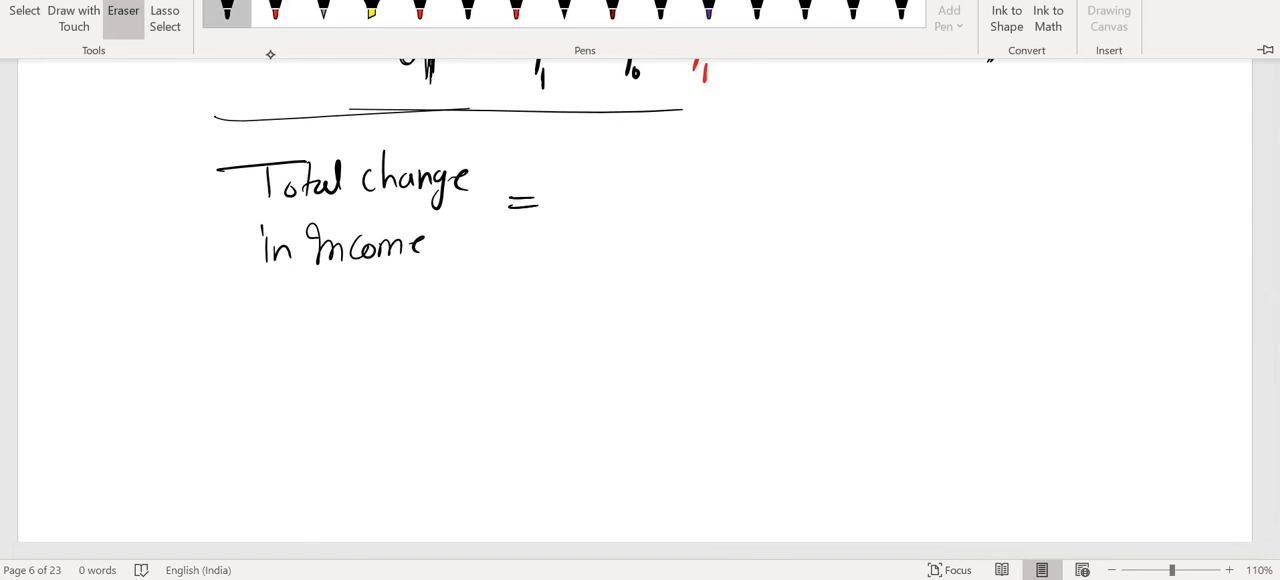 Select Draw with Touch Eraser Lasso Select Add Pen Ink to Shape Ink to Math Drawing Canvas
Tools Pens Convert Insert
Total change
=
in Income
Page 6 of 23 0 words English (India) Focus 110%